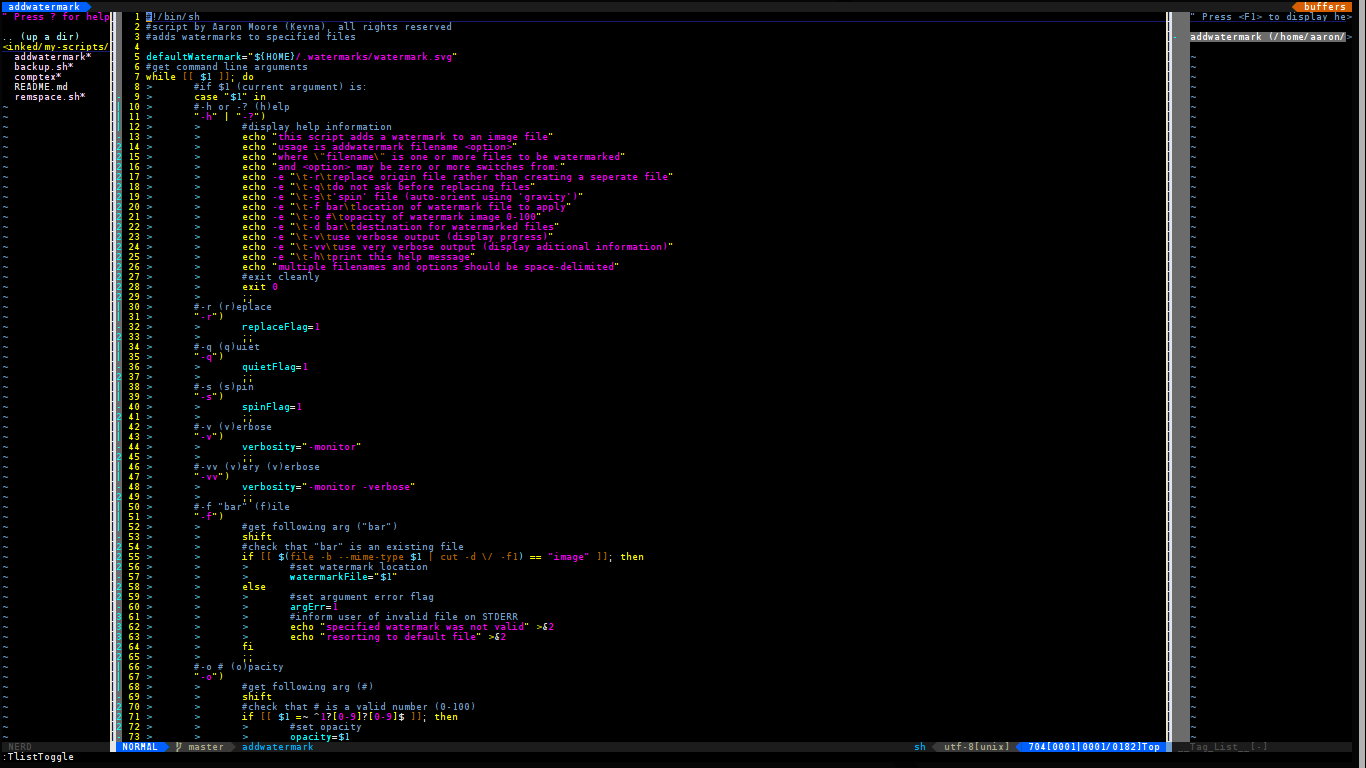 addwatermark
buffers
" Press ? for help
.. (up a dir)
<inked/my-scripts/
addwatermark*
backup.sh*
comptex*
README.md
remspace.sh*
1 #!/bin/sh
2 #script by Aaron Moore (Kevna), all rights reserved
3 #adds watermarks to specified files
4
5 defaultWatermark="${HOME}/.watermarks/watermark.svg"
6 #get command line arguments
7 while [[ $1 ]]; do
8 > #if $1 (current argument) is:
9 > case "$1" in
10 > #-h or -? (h)elp
11 > "-h" | "-?")
12 > > #display help information
13 > > echo "this script adds a watermark to an image file"
14 > > echo "usage is addwatermark filename <option>"
15 > > echo "where \"filename\" is one or more files to be watermarked"
16 > > echo "and <option> may be zero or more switches from:"
17 > > echo -e "\t-r\treplace origin file rather than creating a seperate file"
18 > > echo -e "\t-q\tdo not ask before replacing files"
19 > > echo -e "\t-s\t'spin' file (auto-orient using 'gravity')"
20 > > echo -e "\t-f bar\tlocation of watermark file to apply"
21 > > echo -e "\t-o #\topacity of watermark image 0-100"
22 > > echo -e "\t-d bar\tdestination for watermarked files"
23 > > echo -e "\t-v\tuse verbose output (display prgress)"
24 > > echo -e "\t-vv\tuse very verbose output (display aditional information)"
25 > > echo -e "\t-h\tprint this help message"
26 > > echo "multiple filenames and options should be space-delimited"
27 > > #exit cleanly
28 > > exit 0
29 > > ;;
30 > #-r (r)eplace
31 > "-r")
32 > > replaceFlag=1
33 > > ;;
34 > #-q (q)uiet
35 > "-q")
36 > > quietFlag=1
37 > > ;;
38 > #-s (s)pin
39 > "-s")
40 > > spinFlag=1
41 > > ;;
42 > #-v (v)erbose
43 > "-v")
44 > > verbosity="-monitor"
45 > > ;;
46 > #-vv (v)ery (v)erbose
47 > "-vv")
48 > > verbosity="-monitor -verbose"
49 > > ;;
50 > #-f "bar" (f)ile
51 > "-f")
52 > > #get following arg ("bar")
53 > > shift
54 > > #check that "bar" is an existing file
55 > > if [[ $(file -b --mime-type $1 | cut -d \/ -f1) == "image" ]]; then
56 > > > #set watermark location
57 > > > watermarkFile="$1"
58 > > else
59 > > > #set argument error flag
60 > > > argErr=1
61 > > > #inform user of invalid file on STDERR
62 > > > echo "specified watermark was not valid" >&2
63 > > > echo "resorting to default file" >&2
64 > > fi
65 > > ;;
66 > #-o # (o)pacity
67 > "-o")
68 > > #get following arg (#)
69 > > shift
70 > > #check that # is a valid number (0-100)
71 > > if [[ $1 =~ ^1?[0-9]?[0-9]$ ]]; then
72 > > > #set opacity
73 > > > opacity=$1
" Press <F1> to display he>
addwatermark (/home/aaron/>
NERD
NORMAL master addwatermark sh utf-8[unix] 704[0001|0001/0182]Top
__Tag_List__[-]
:TlistToggle